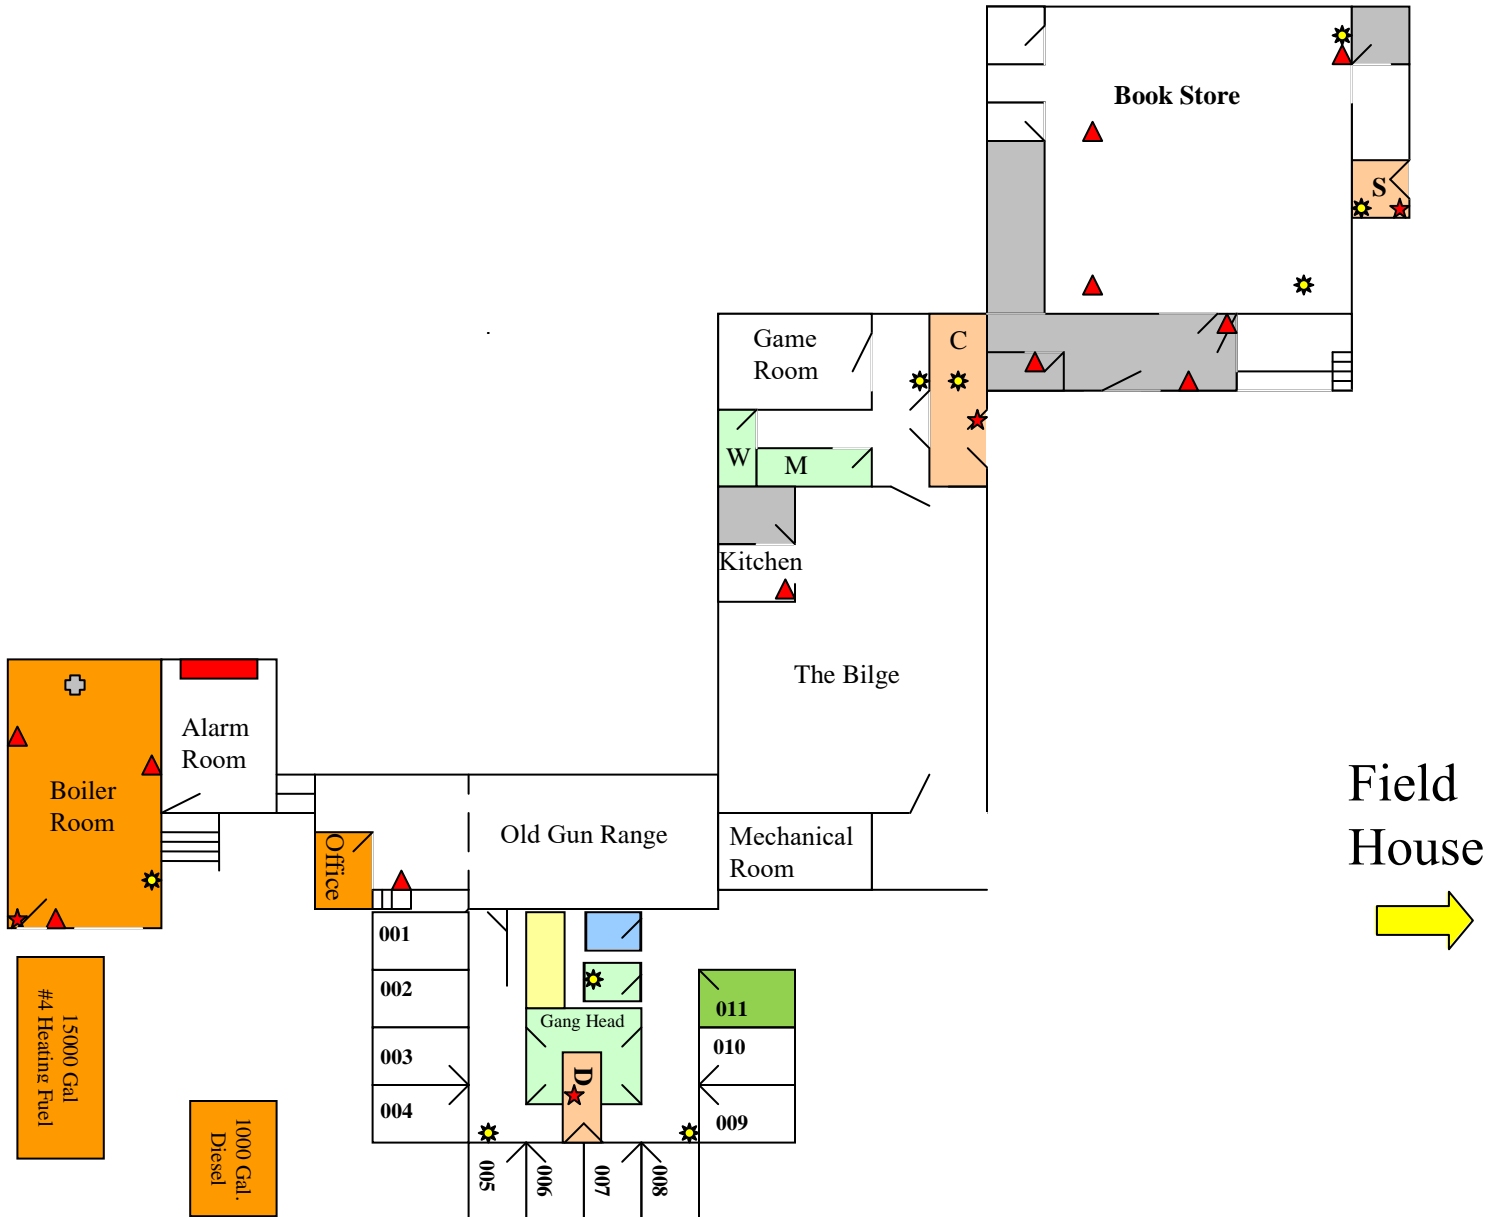 Book Store
S
Game
Room
C
W
M
Kitchen
The Bilge
Alarm
Room
Boiler
Room
Field
House
Old Gun Range
Mechanical
Room
Office
001
002
003
004
Gang Head
D
011
010
009
005
006
007
008
15000 Gal
#4 Heating Fuel
1000 Gal.
Diesel